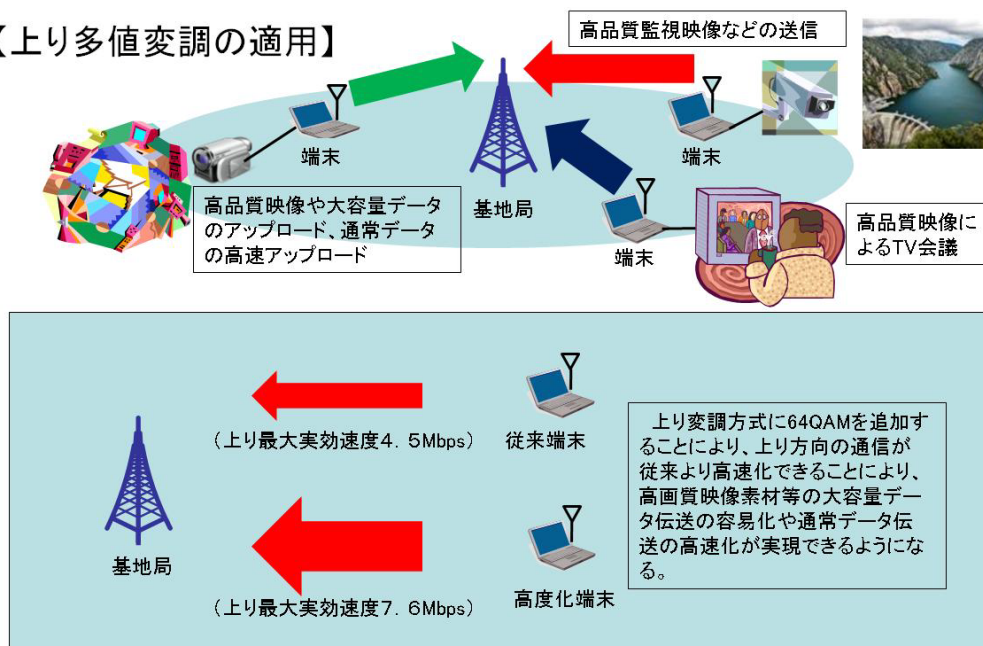 【上り多値変調の適用】
高品質監視映像などの送信
端末
端末
高品質映像や大容量データ
のアップロード、通常データ
の高速アップロード
基地局
端末
高品質映像に
よるTV会議
(上り最大実効速度4．5Mbps)
従来端末
上り変調方式に64QAMを追加す
ることにより、上り方向の通信が
従来より高速化できることにより、
高画質映像素材等の大容量デー
タ伝送の容易化や通常データ伝
送の高速化が実現できるようにな
る。
基地局
(上り最大実効速度7．6Mbps)
高度化端末